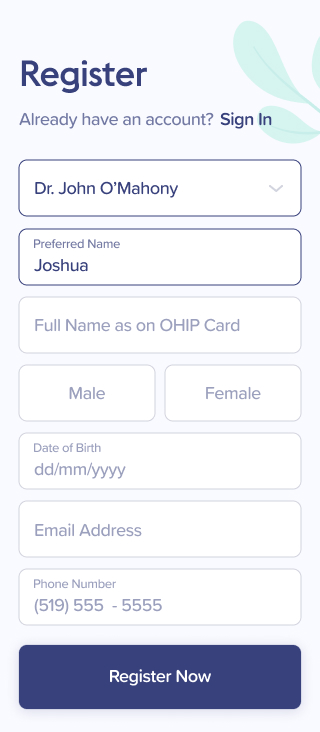 Register
Already have an account? Sign In
Dr. John O’Mahony
Preferred Name
Joshua
Full Name as on OHIP Card
Male Female
Date of Birth
dd/mm/yyyy
Email Address
Phone Number
(519) 555 - 5555
Register Now